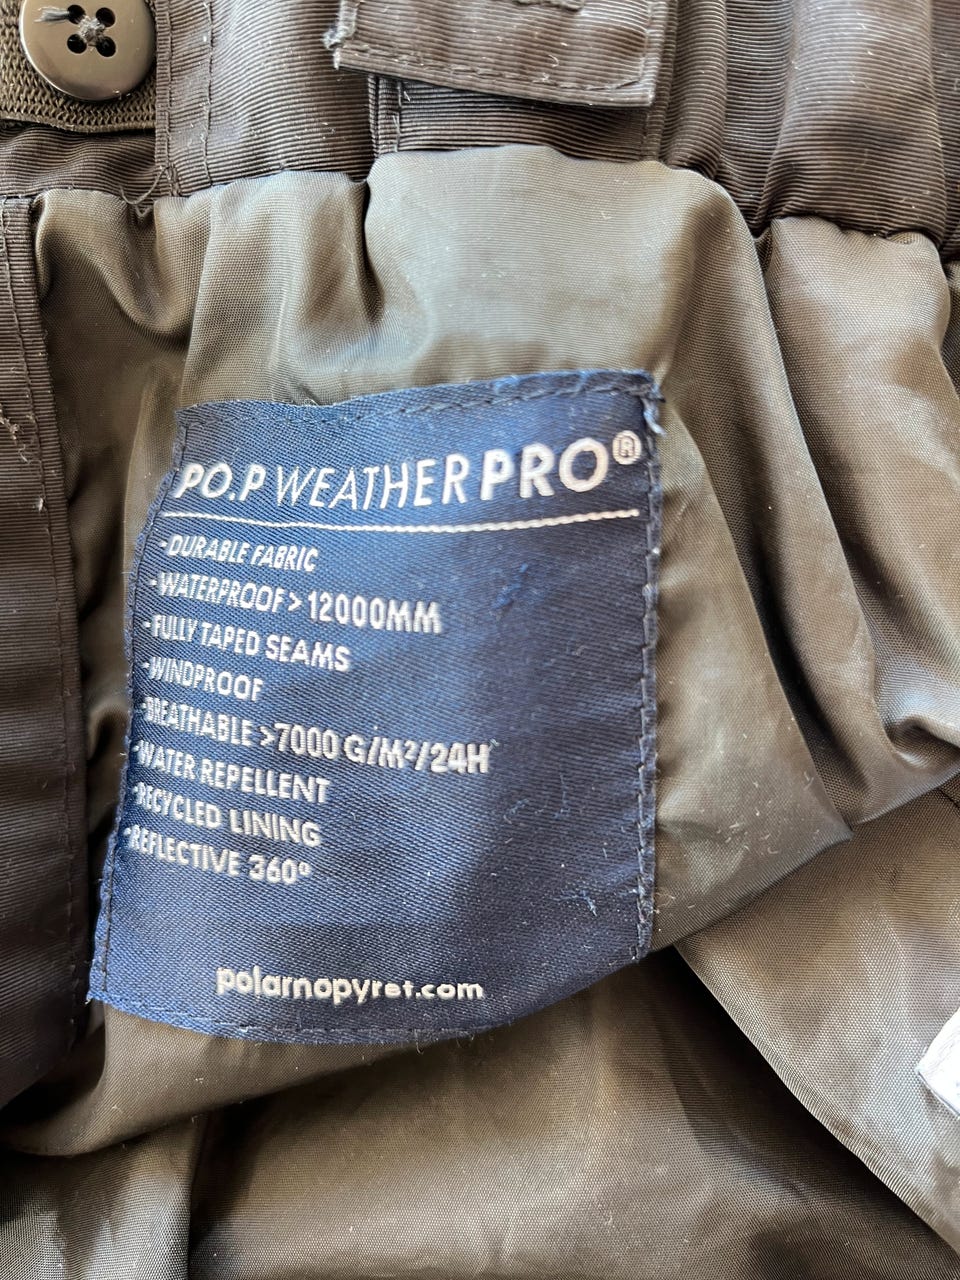 PO.P WEATHERPRO®
-DURABLE FABRIC
-WATERPROOF > 12000MM
-FULLY TAPED SEAMS
-WINDPROOF
-BREATHABLE >7000 G/M²/24H
-WATER REPELLENT
-RECYCLED LINING
-REFLECTIVE 360º
polarnopyret.com